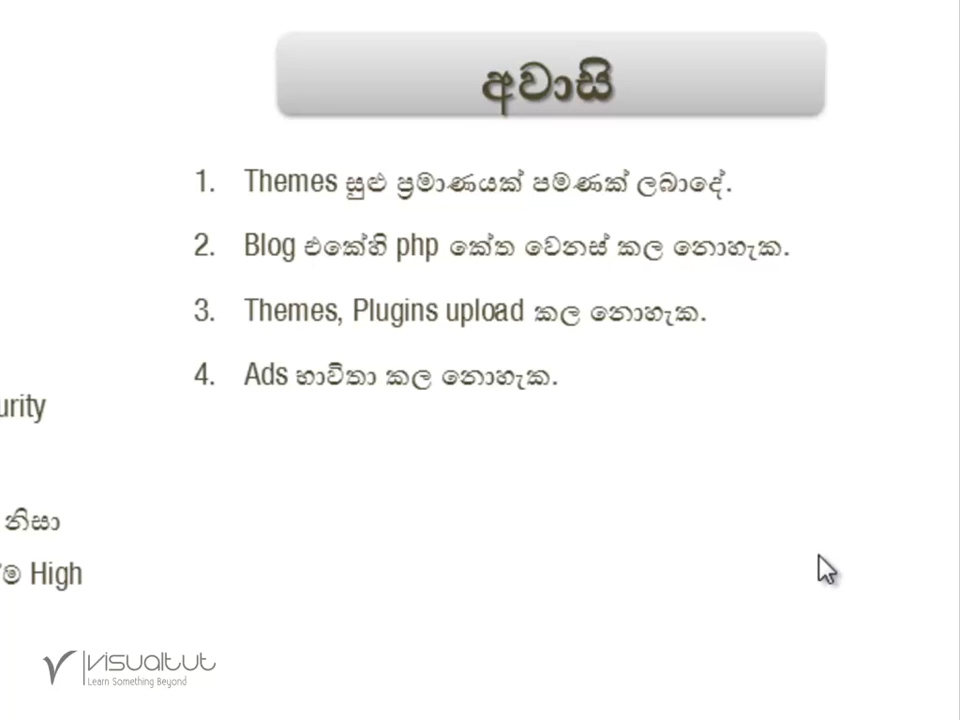 අවාසි
1. Themes සුළු ප්‍රමාණයක් පමණක් ලබාදේ.
2. Blog එකේහි php කේත වෙනස් කල නොහැක.
3. Themes, Plugins upload කල නොහැක.
4. Ads භාවිතා කල නොහැක.
urity
නිසා
ම High
visualtut
Learn Something Beyond